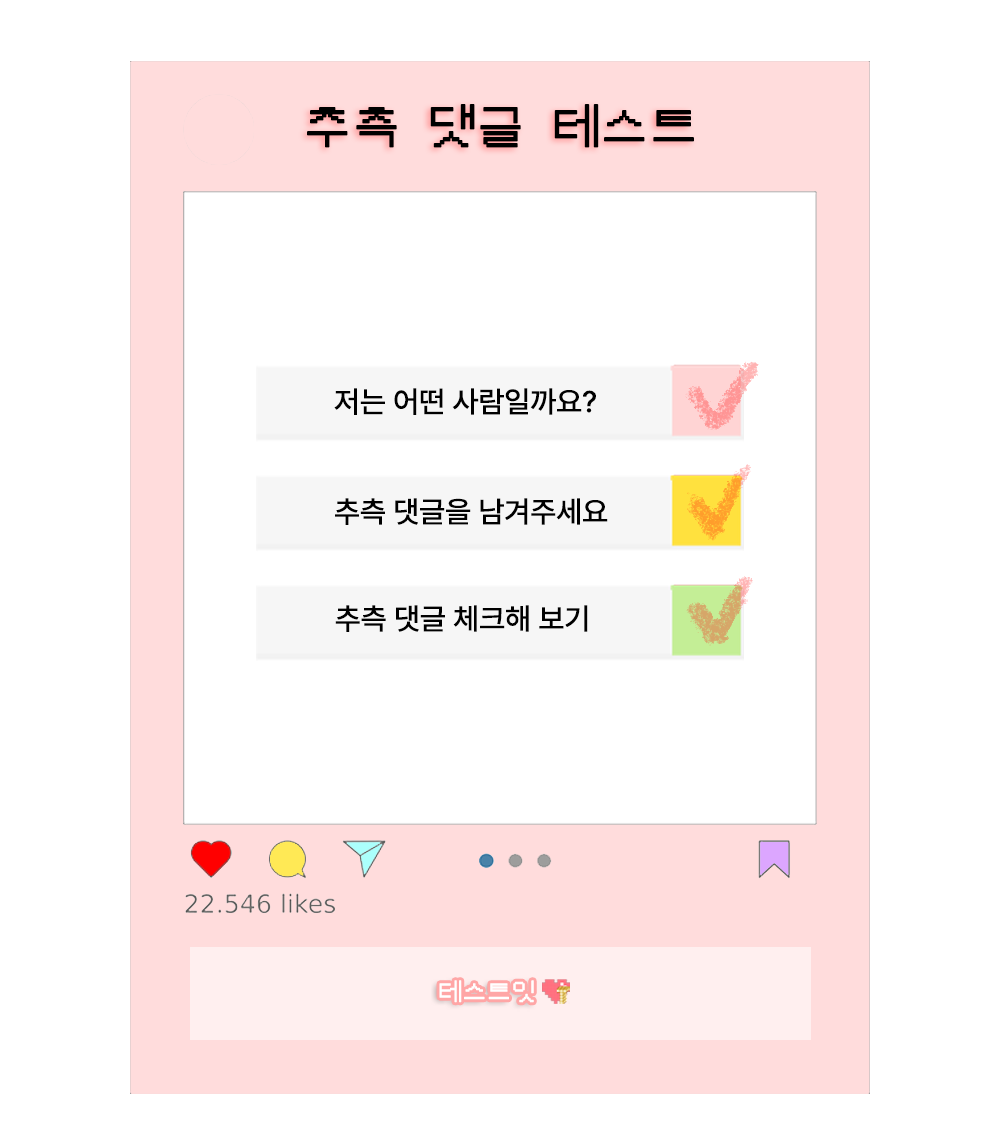 추측 댓글 테스트
저는 어떤 사람일까요?
추측 댓글을 남겨주세요
추측 댓글 체크해 보기
22.546 likes
테스트잇